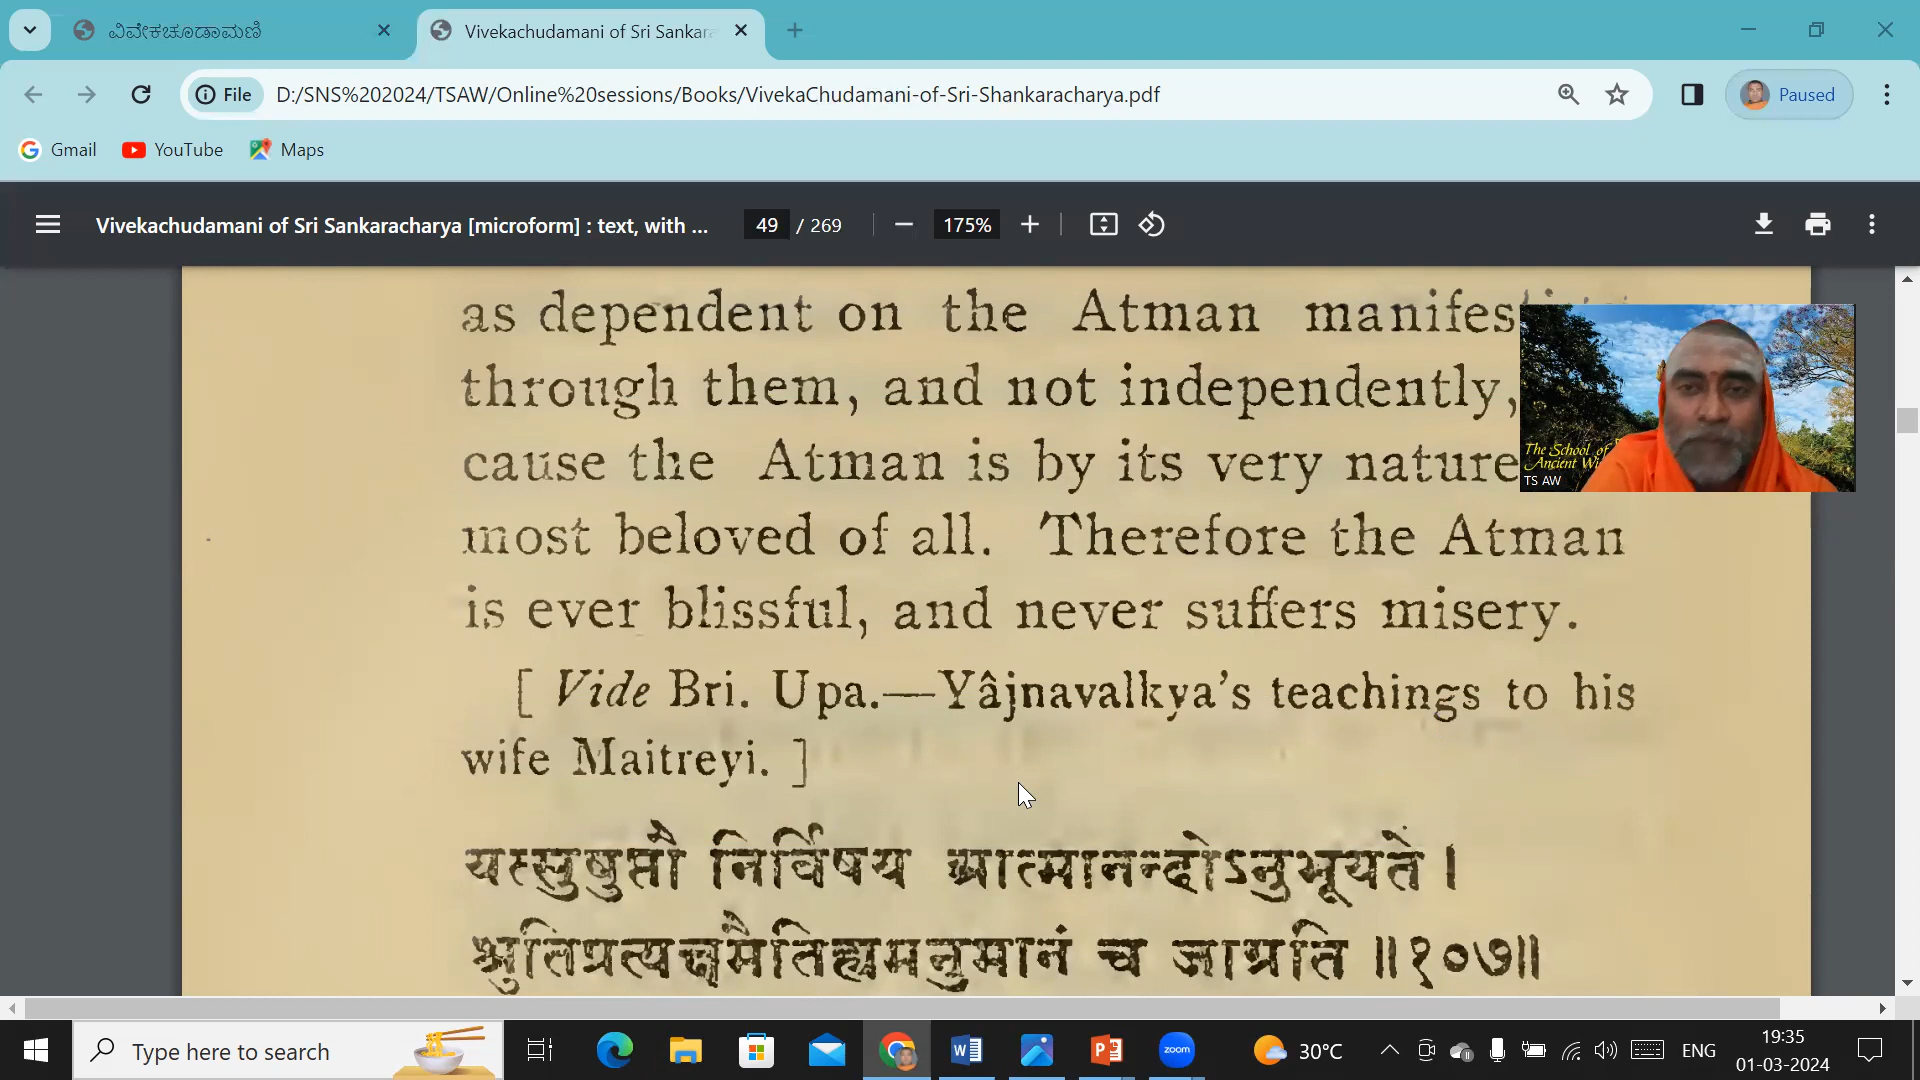 ವಿವೇಕಚೂಡಾಮಣಿ
Vivekachudamani of Sri Sankara
File
D:/SNS%202024/TSAW/Online%20sessions/Books/VivekaChudamani-of-Sri-Shankaracharya.pdf
Paused
Gmail
YouTube
Maps
Vivekachudamani of Sri Sankaracharya [microform] : text, with ...
49 / 269
175%
as dependent on the Atman manifes
through them, and not independently,
cause the Atman is by its very nature
most beloved of all. Therefore the Atman
is ever blissful, and never suffers misery.
[ Vide Bri. Upa.—Yâjnavalkya's teachings to his
wife Maitreyi. ]
यत्सुषुप्तौ निर्विषय आत्मानन्दोऽनुभूयते ।
श्रुतिप्रत्यक्षमैतिह्यमनुमानं च जाग्रति ॥१०७॥
The School of
Ancient Wi
TS AW
Type here to search
zoom
30°C
ENG
19:35
01-03-2024